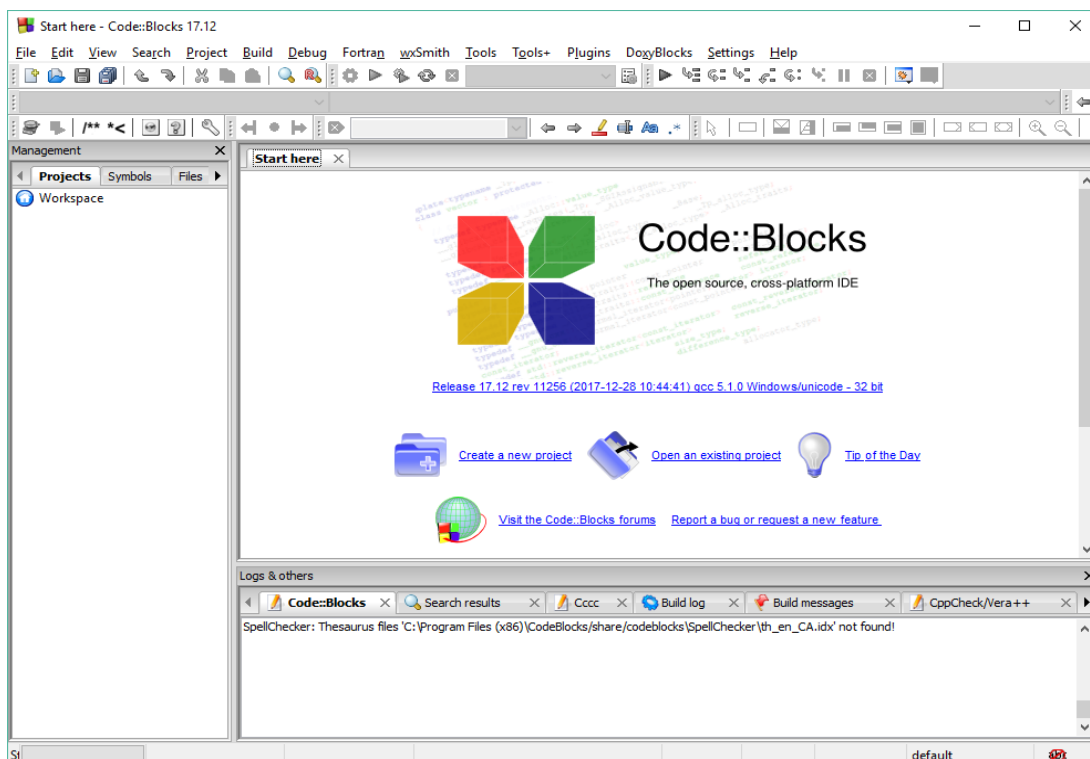 Start here - Code::Blocks 17.12
File Edit View Search Project Build Debug Fortran wxSmith Tools Tools+ Plugins DoxyBlocks Settings Help
/** *<
Management
Projects Symbols Files
Workspace
Start here
Code::Blocks
The open source, cross-platform IDE
Release 17.12 rev 11256 (2017-12-28 10:44:41) gcc 5.1.0 Windows/unicode - 32 bit
Create a new project Open an existing project Tip of the Day
Visit the Code::Blocks forums Report a bug or request a new feature
Logs & others
Code::Blocks Search results Cccc Build log Build messages CppCheck/Vera++
SpellChecker: Thesaurus files 'C:\Program Files (x86)\CodeBlocks/share/codeblocks\SpellChecker\th_en_CA.idx' not found!
default